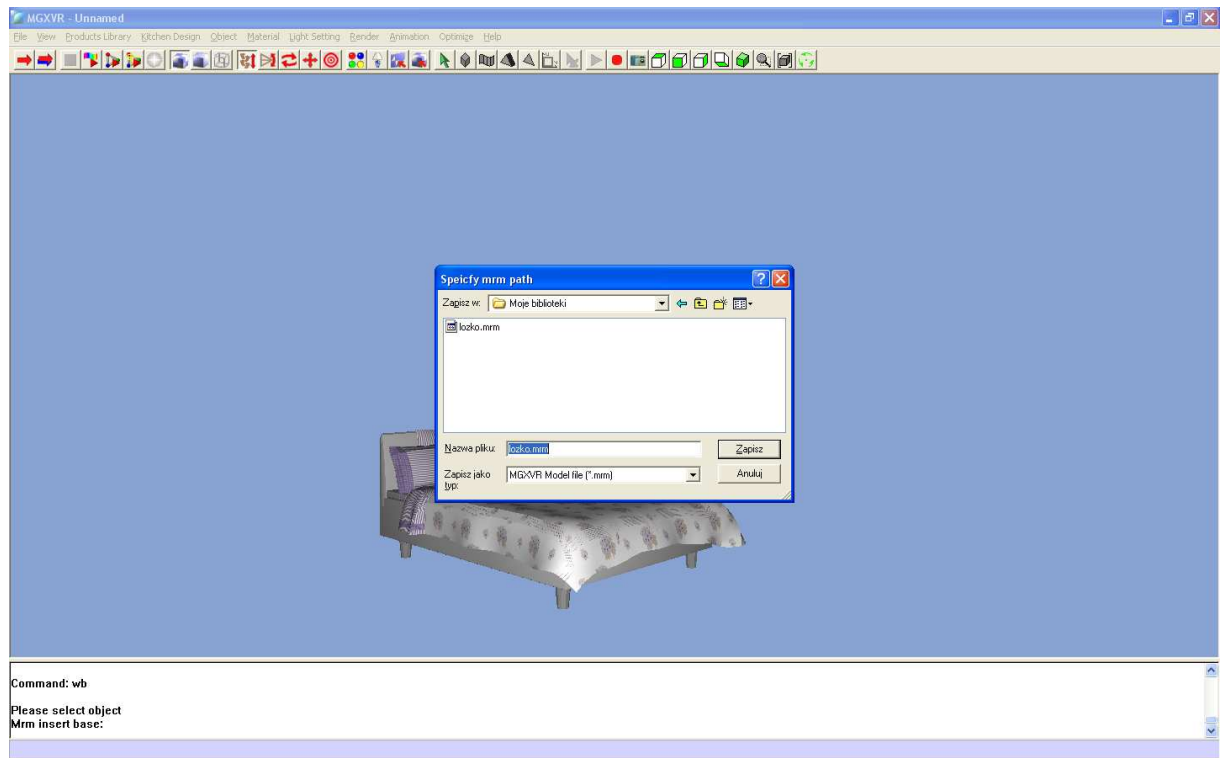 MGXVR - Unnamed
File View Products Library Kitchen Design Object Material Light Setting Render Animation Optimize Help
Speicfy mrm path
Zapisz w: Moje biblioteki
lozko.mrm
Nazwa pliku: lozko.mrm Zapisz
Zapisz jako MGXVR Model file (*.mrm) Anuluj
typ:
Command: wb
Please select object
Mrm insert base: